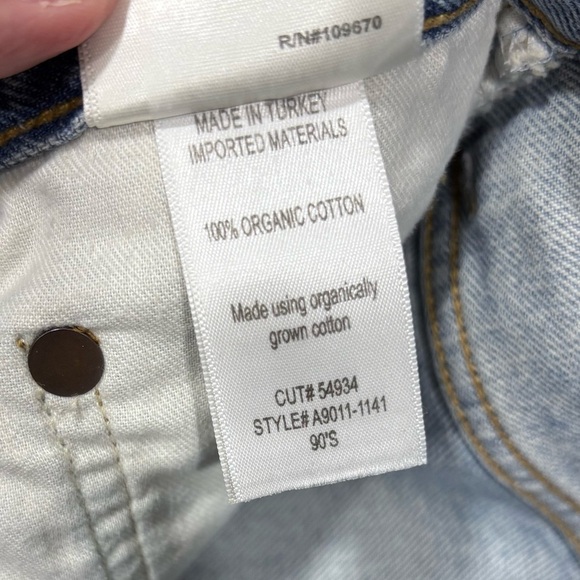 R/N#109670
MADE IN TURKEY
IMPORTED MATERIALS
100% ORGANIC COTTON
Made using organically
grown cotton
CUT# 54934
STYLE# A9011-1141
90'S